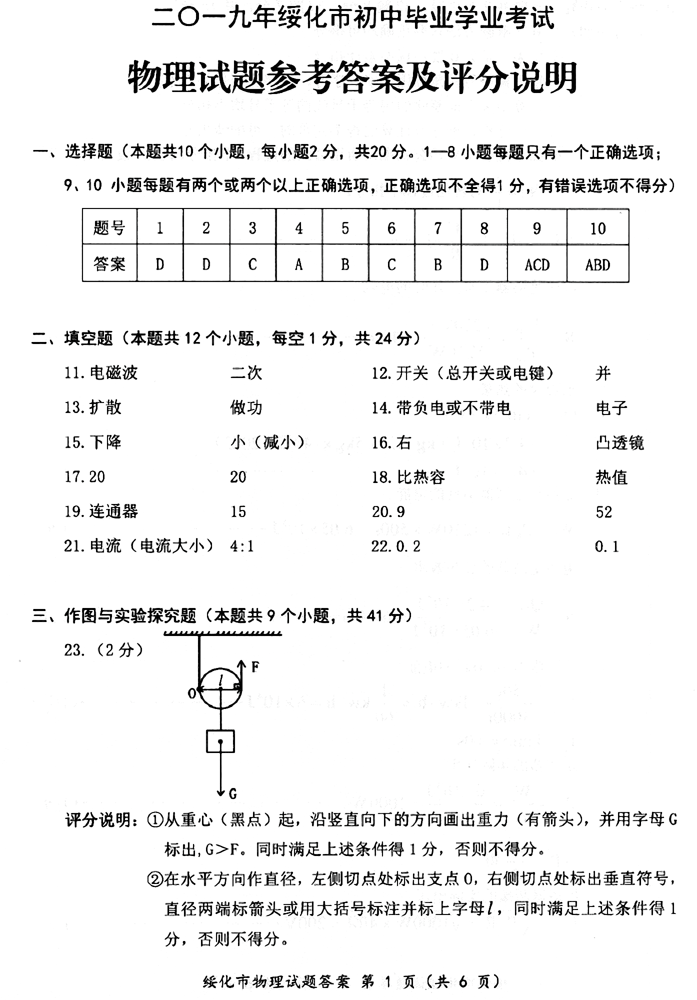 二〇一九年绥化市初中毕业学业考试
物理试题参考答案及评分说明
一、选择题（本题共10个小题，每小题2分，共20分。1—8小题每题只有一个正确选项；
9、10 小题每题有两个或两个以上正确选项，正确选项不全得1分，有错误选项不得分）
题号 1 2 3 4 5 6 7 8 9 10
答案 D D C A B C B D ACD ABD
二、填空题（本题共12个小题，每空1分，共24分）
11.电磁波 二次 12.开关（总开关或电键） 并
13.扩散 做功 14.带负电或不带电 电子
15.下降 小（减小） 16.右 凸透镜
17.20 20 18.比热容 热值
19.连通器 15 20.9 52
21.电流（电流大小） 4:1 22.0.2 0.1
三、作图与实验探究题（本题共9个小题，共41分）
23.（2分）
F
l
O
G
评分说明：①从重心（黑点）起，沿竖直向下的方向画出重力（有箭头），并用字母G
标出,G＞F。同时满足上述条件得1分，否则不得分。
②在水平方向作直径，左侧切点处标出支点O，右侧切点处标出垂直符号，
直径两端标箭头或用大括号标注并标上字母l，同时满足上述条件得1
分，否则不得分。
绥化市物理试题答案 第 1 页（共 6 页）